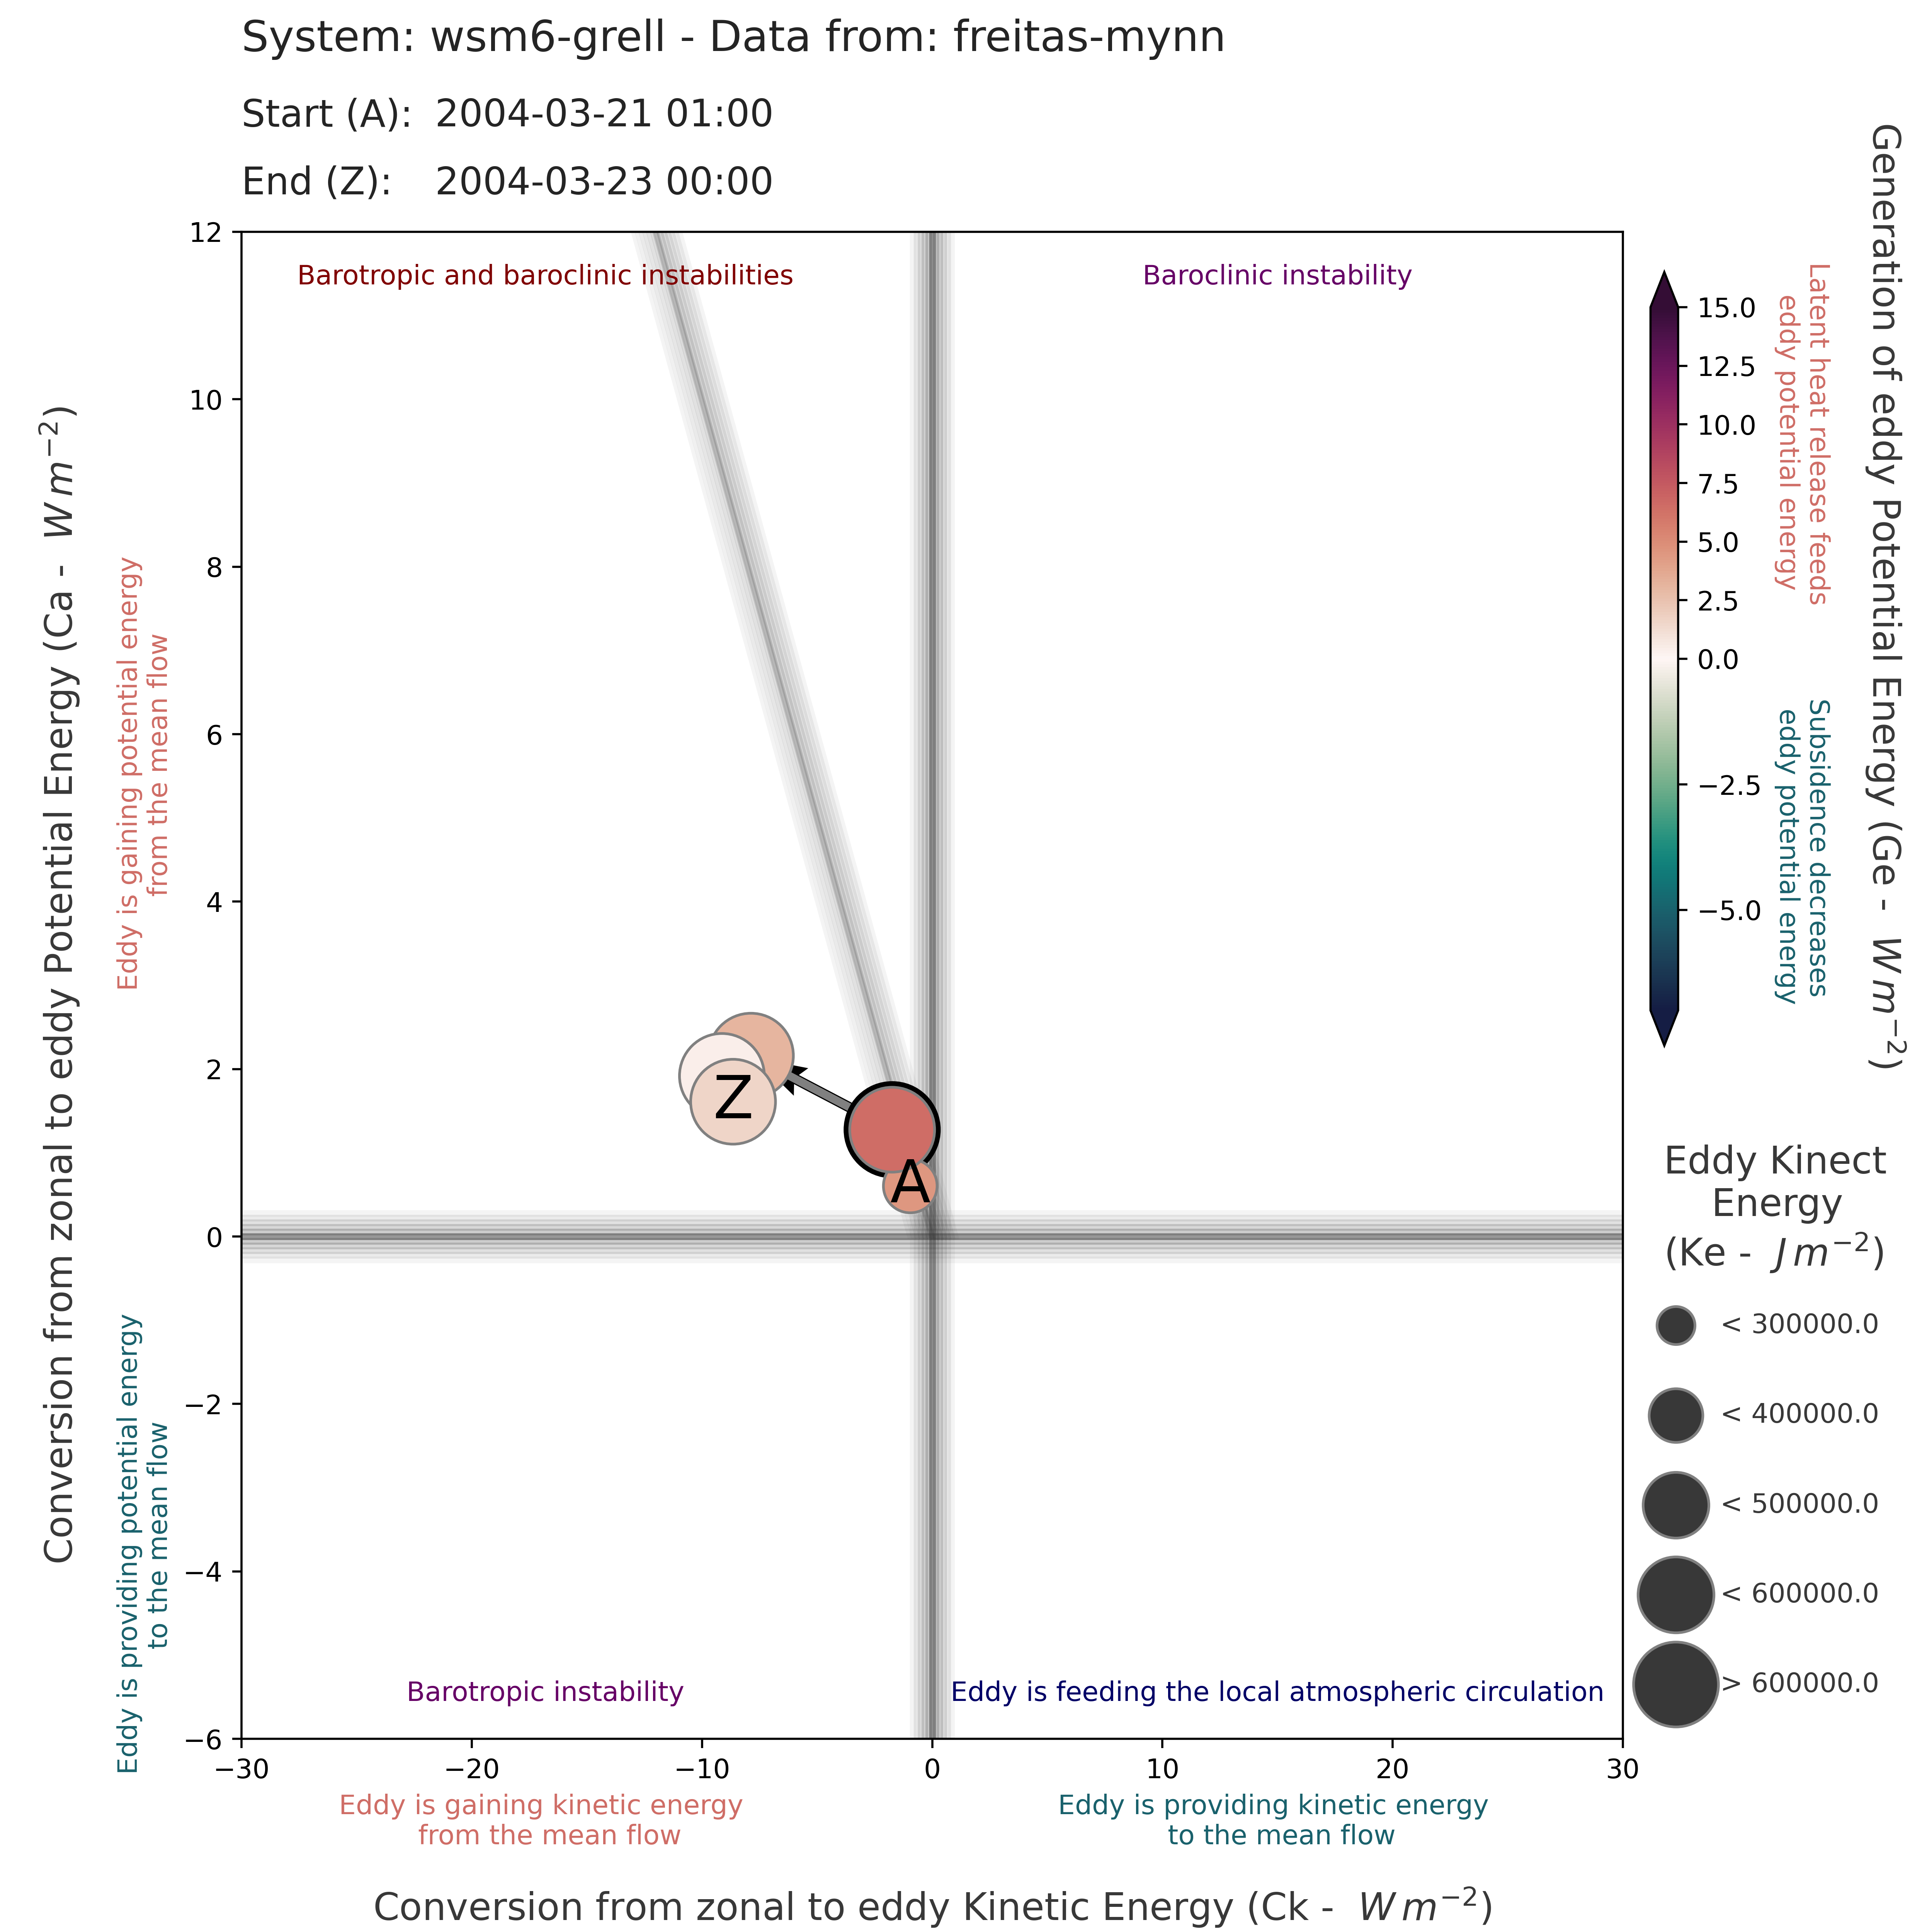 System: wsm6-grell - Data from: freitas-mynn
Start (A): 2004-03-21 01:00
End (Z): 2004-03-23 00:00
Conversion from zonal to eddy Potential Energy (Ca - W m⁻²)
Eddy is gaining potential energy
from the mean flow
Eddy is providing potential energy
to the mean flow
12
10
8
6
4
2
0
−2
−4
−6
Barotropic and baroclinic instabilities
Baroclinic instability
Z
A
Barotropic instability
Eddy is feeding the local atmospheric circulation
−30
−20
−10
0
10
20
30
Eddy is gaining kinetic energy
from the mean flow
Eddy is providing kinetic energy
to the mean flow
Conversion from zonal to eddy Kinetic Energy (Ck - W m⁻²)
15.0
12.5
10.0
7.5
5.0
2.5
0.0
−2.5
−5.0
Latent heat release feeds
eddy potential energy
Subsidence decreases
eddy potential energy
Generation of eddy Potential Energy (Ge - W m⁻²)
Eddy Kinect
Energy
(Ke - J m⁻²)
< 300000.0
< 400000.0
< 500000.0
< 600000.0
> 600000.0